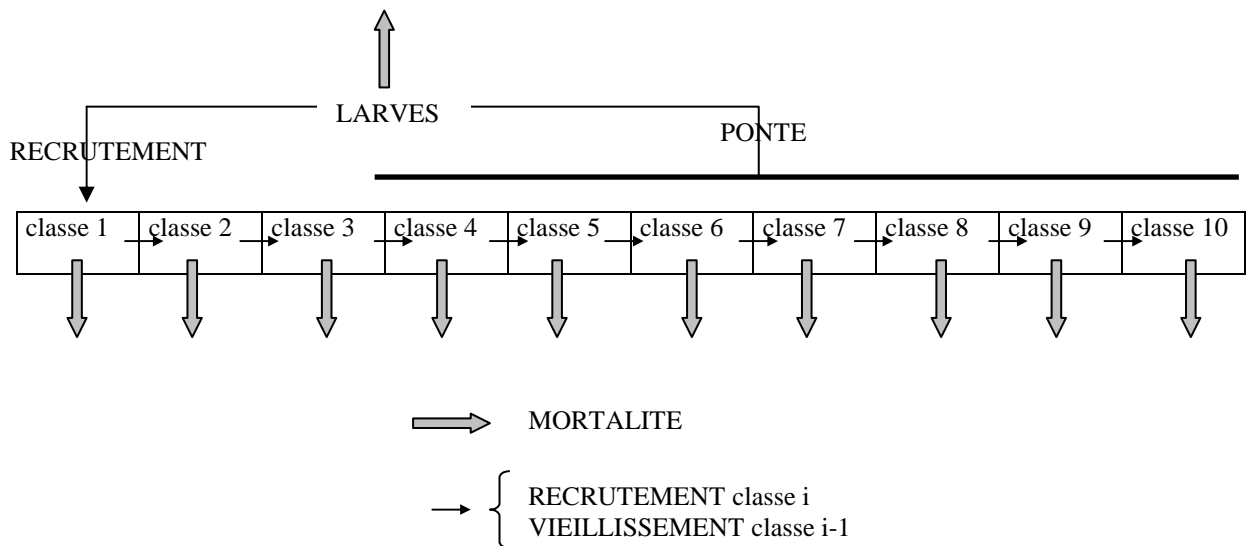 LARVES
PONTE
RECRUTEMENT
classe 1 classe 2 classe 3 classe 4 classe 5 classe 6 classe 7 classe 8 classe 9 classe 10
MORTALITE
RECRUTEMENT classe i
VIEILLISSEMENT classe i-1